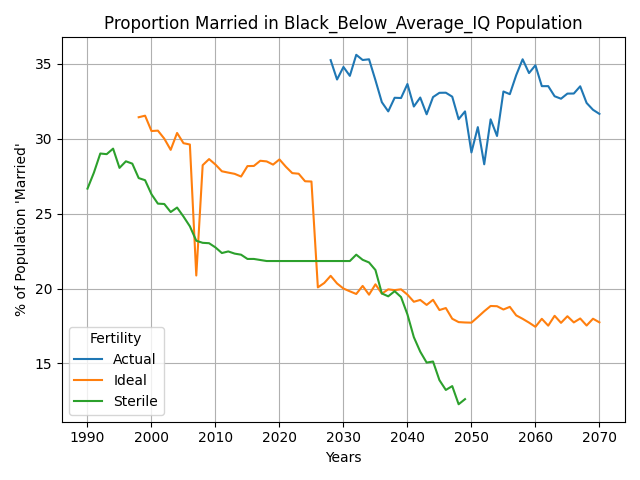 Proportion Married in Black_Below_Average_IQ Population
% of Population 'Married'
35
30
25
20
15
Fertility
Actual
Ideal
Sterile
1990 2000 2010 2020 2030 2040 2050 2060 2070
Years